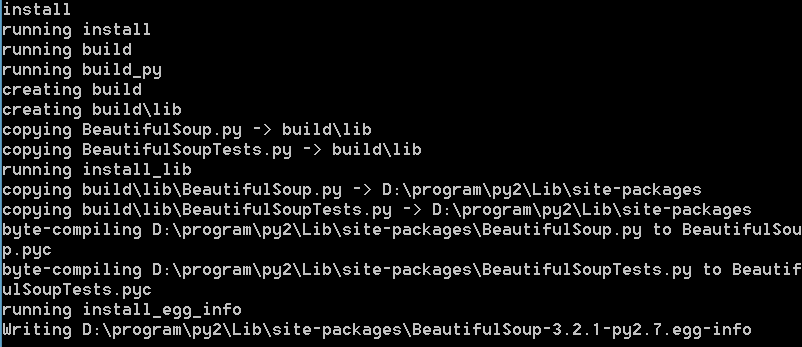 install
running install
running build
running build_py
creating build
creating build\lib
copying BeautifulSoup.py -> build\lib
copying BeautifulSoupTests.py -> build\lib
running install_lib
copying build\lib\BeautifulSoup.py -> D:\program\py2\Lib\site-packages
copying build\lib\BeautifulSoupTests.py -> D:\program\py2\Lib\site-packages
byte-compiling D:\program\py2\Lib\site-packages\BeautifulSoup.py to BeautifulSou
p.pyc
byte-compiling D:\program\py2\Lib\site-packages\BeautifulSoupTests.py to Beautif
ulSoupTests.pyc
running install_egg_info
Writing D:\program\py2\Lib\site-packages\BeautifulSoup-3.2.1-py2.7.egg-info